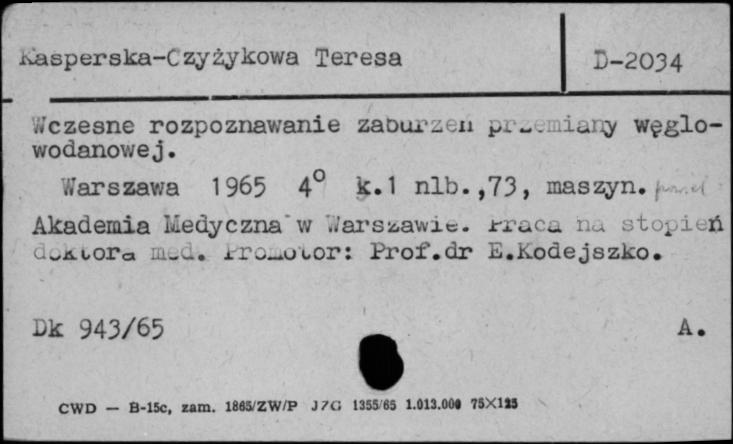 Kasperska-Czyżykowa Teresa
D-2034
Wczesne rozpoznawanie zaburzeń przemiany węglo-
wodanowej.
Warszawa 1965 4° k.1 nlb.,73, maszyn.
Akademia Medyczna w Warszawie. Praca na stopień
doktora med. Promotor: Prof.dr E.Kodejszko.
Dk 943/65
A.
CWD — B-15c, zam. 1865/ZW/P JZG 1355/65 1.013.000 75X125